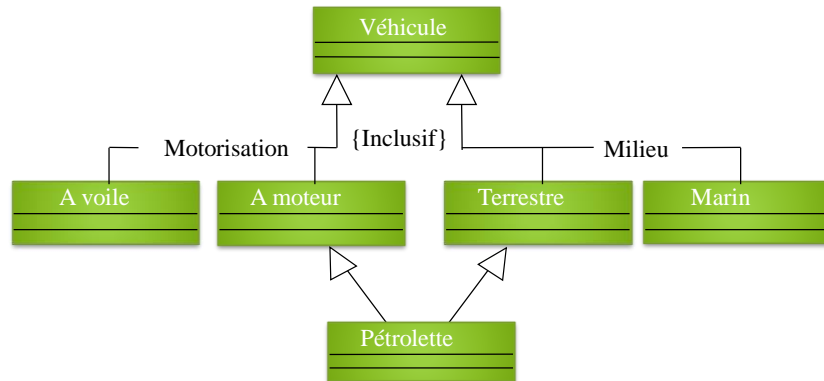 Véhicule
Motorisation
{Inclusif}
Milieu
A voile
A moteur
Terrestre
Marin
Pétrolette